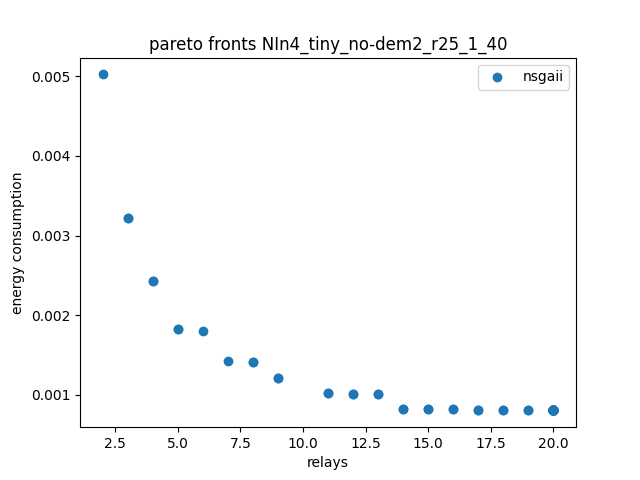 pareto fronts NIn4_tiny_no-dem2_r25_1_40
nsgaii
0.005
0.004
0.003
0.002
0.001
energy consumption
2.5 5.0 7.5 10.0 12.5 15.0 17.5 20.0
relays